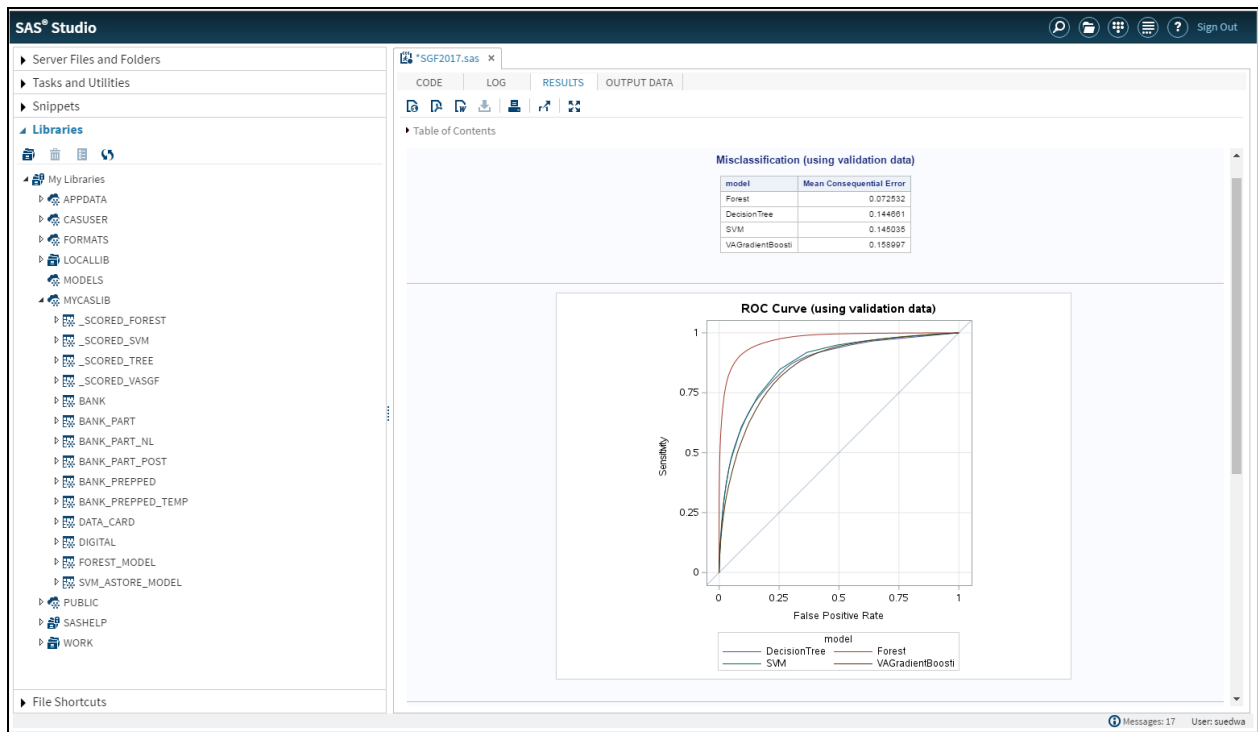 SAS® Studio
Sign Out
Server Files and Folders
Tasks and Utilities
Snippets
Libraries
My Libraries
APPDATA
CASUSER
FORMATS
LOCALLIB
MODELS
MYCASLIB
_SCORED_FOREST
_SCORED_SVM
_SCORED_TREE
_SCORED_VASGF
BANK
BANK_PART
BANK_PART_NL
BANK_PART_POST
BANK_PREPPED
BANK_PREPPED_TEMP
DATA_CARD
DIGITAL
FOREST_MODEL
SVM_ASTORE_MODEL
PUBLIC
SASHELP
WORK
File Shortcuts
*SGF2017.sas ×
CODE LOG RESULTS OUTPUT DATA
Table of Contents
Misclassification (using validation data)
model Mean Consequential Error
Forest 0.072532
DecisionTree 0.144661
SVM 0.145035
VAGradientBoosti 0.158997
ROC Curve (using validation data)
1
0.75
0.5
0.25
0
Sensitivity
0 0.25 0.5 0.75 1
False Positive Rate
model
DecisionTree Forest
SVM VAGradientBoosti
Messages: 17 User: suedwa